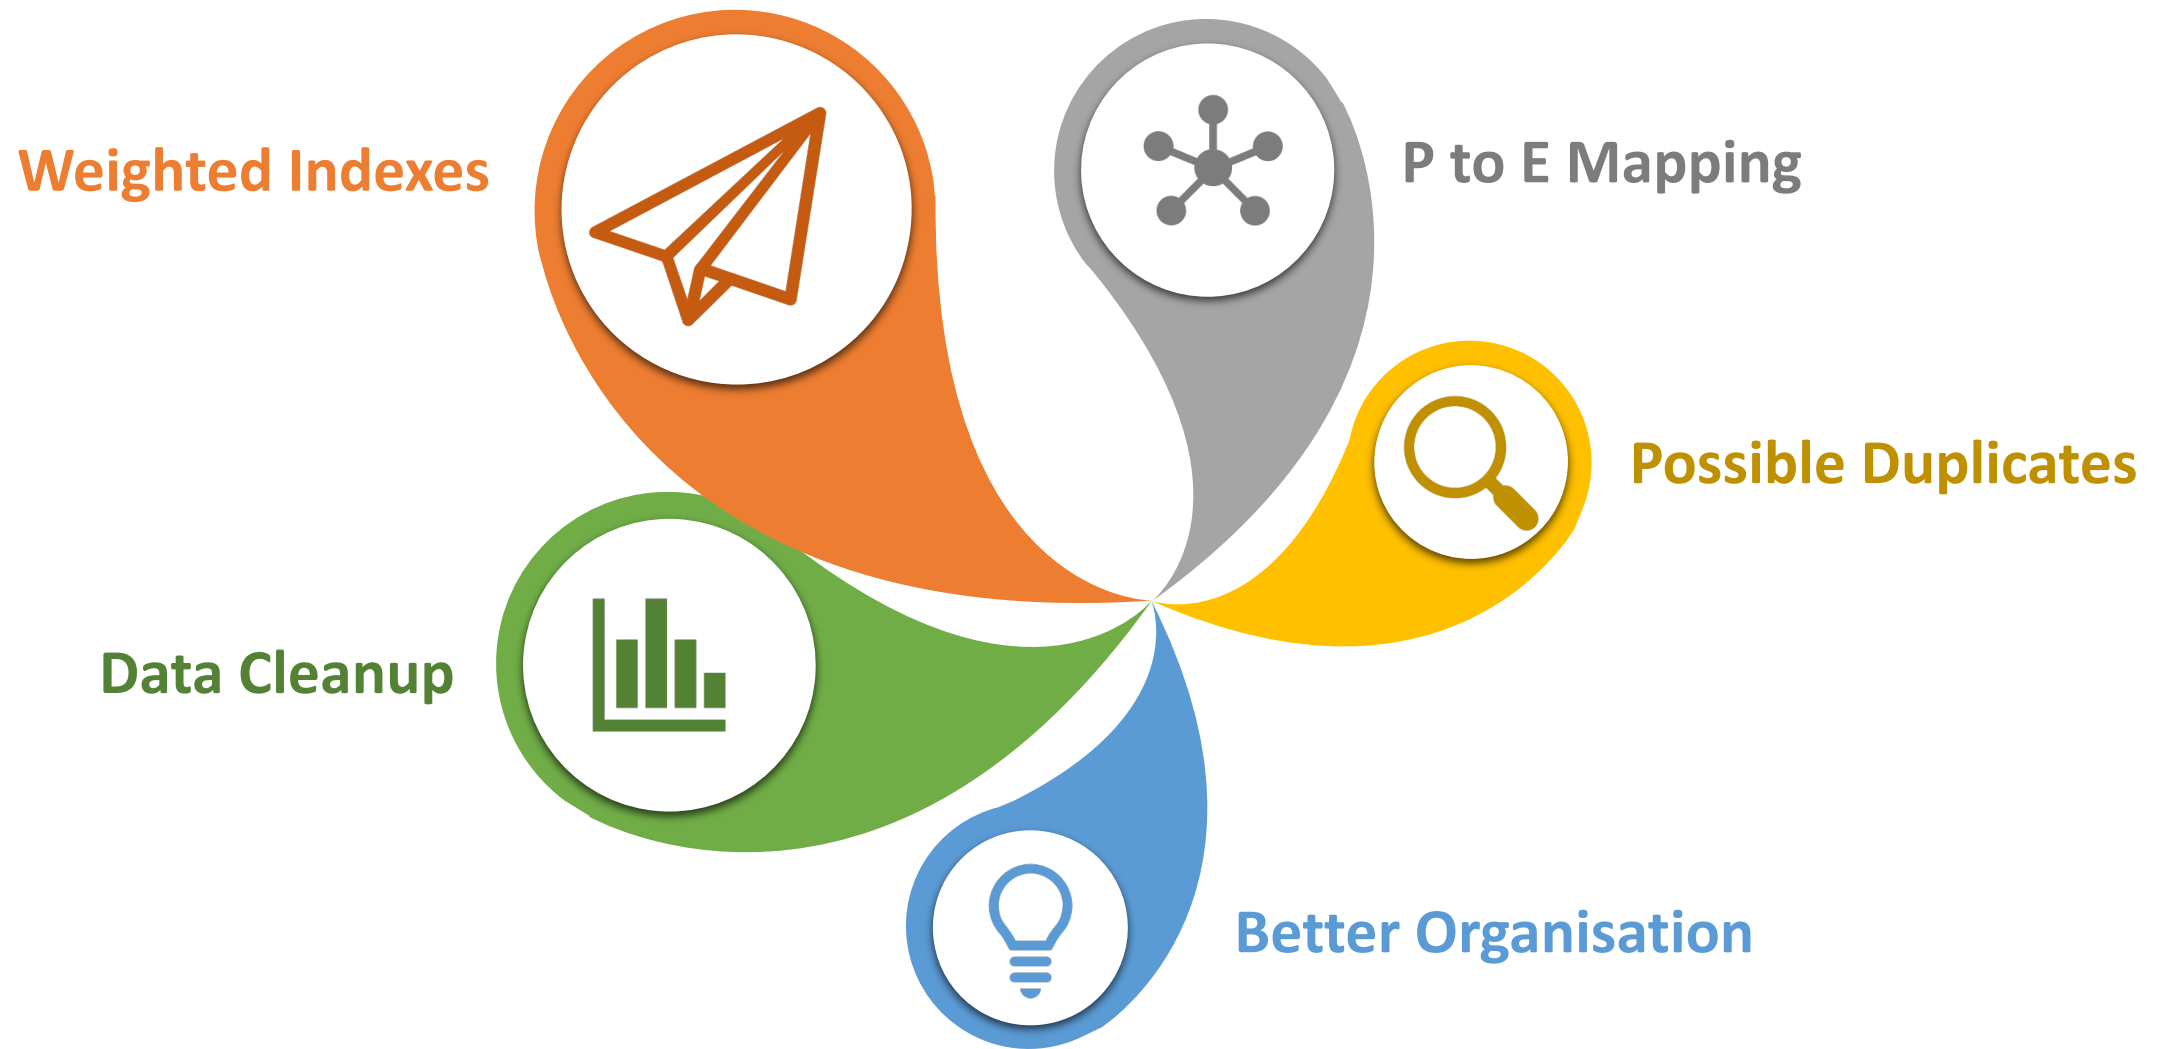 Weighted Indexes
P to E Mapping
Possible Duplicates
Data Cleanup
Better Organisation